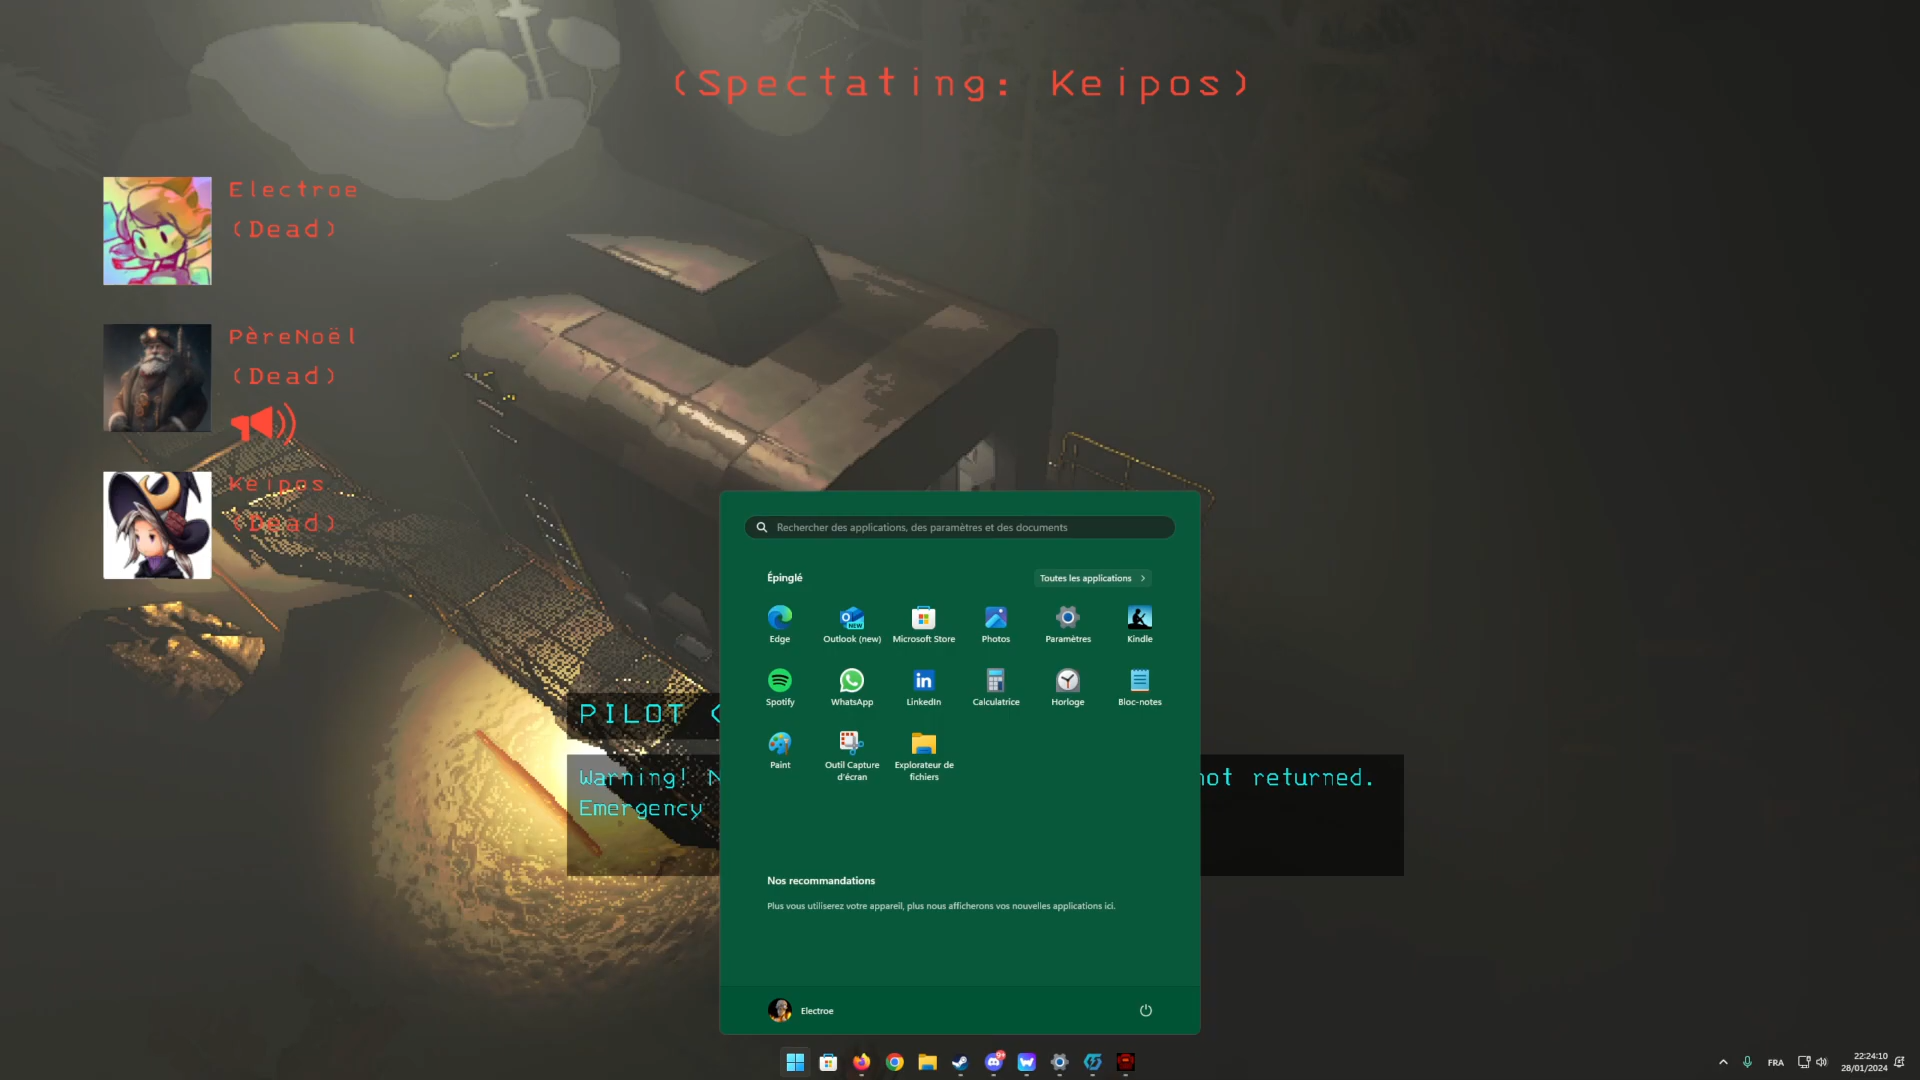 (Spectating: Keipos)
Electroe
(Dead)
PèreNoël
(Dead)
Keipos
(Dead)
Rechercher des applications, des paramètres et des documents
Épinglé
Toutes les applications
Edge
Outlook (new)
Microsoft Store
Photos
Paramètres
Kindle
Spotify
WhatsApp
LinkedIn
Calculatrice
Horloge
Bloc-notes
Paint
Outil Capture d'écran
Explorateur de fichiers
PILOT
Warning! not returned.
Emergency
Nos recommandations
Plus vous utiliserez votre appareil, plus nous afficherons vos nouvelles applications ici.
Electroe
FRA
22:24:10
28/01/2024